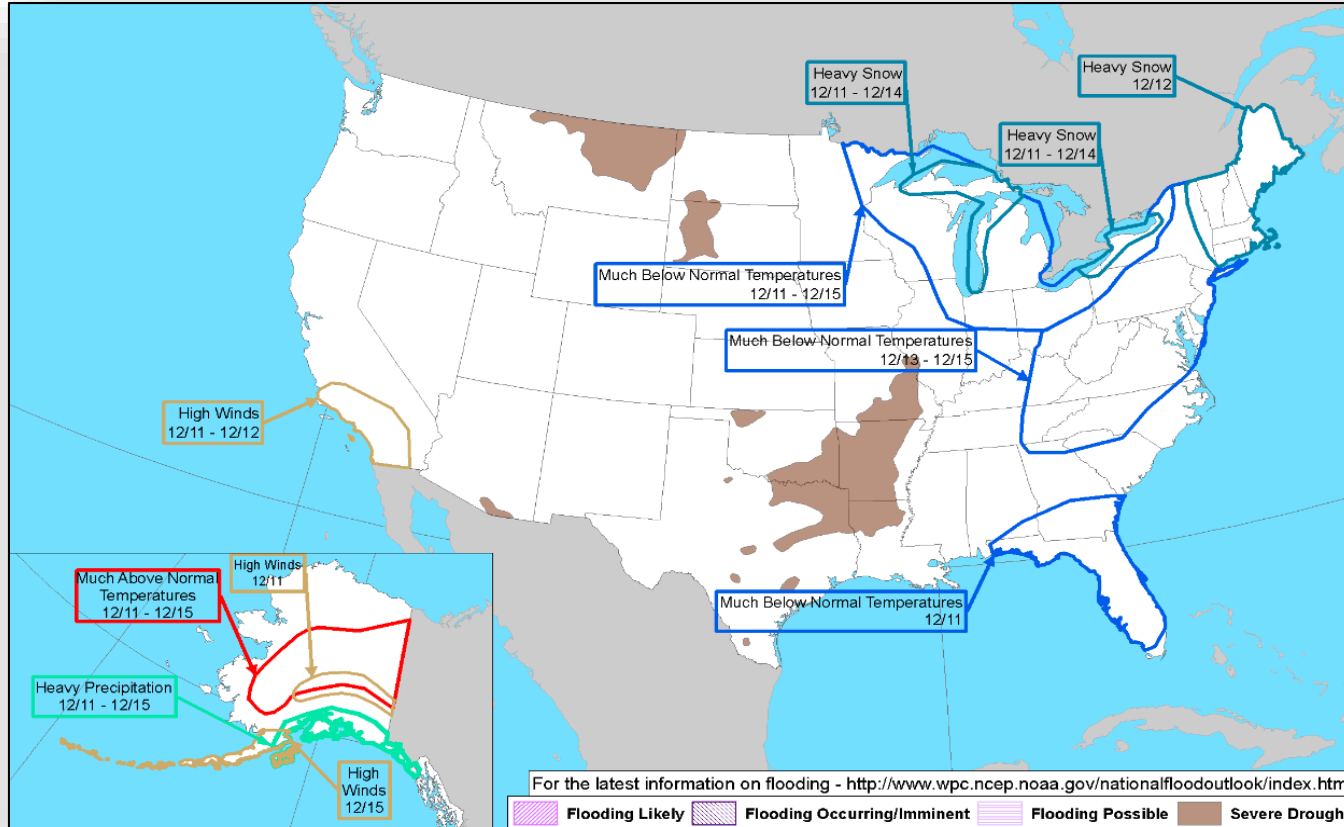 Heavy Snow
12/11 - 12/14
Heavy Snow
12/12
Heavy Snow
12/11 - 12/14
Much Below Normal Temperatures
12/11 - 12/15
Much Below Normal Temperatures
12/13 - 12/15
High Winds
12/11 - 12/12
Much Below Normal Temperatures
12/11
High Winds
12/11
Much Above Normal
Temperatures
12/11 - 12/15
Heavy Precipitation
12/11 - 12/15
High
Winds
12/15
For the latest information on flooding - http://www.wpc.ncep.noaa.gov/nationalfloodoutlook/index.htm
Flooding Likely Flooding Occurring/Imminent Flooding Possible Severe Drough